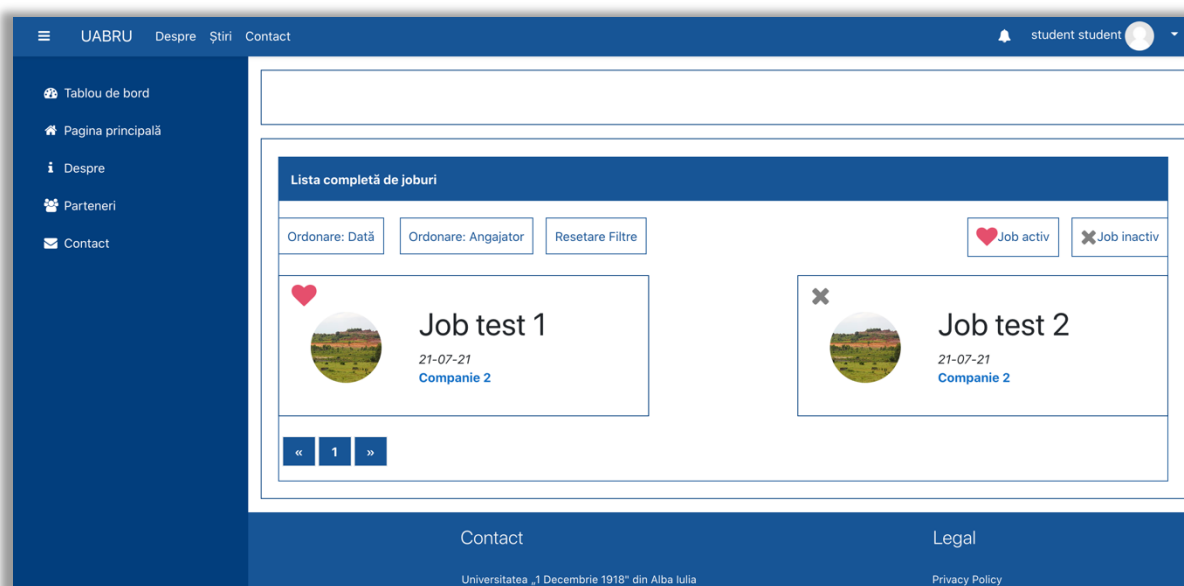 UABRU Despre Știri Contact student student
Tablou de bord
Pagina principală
Despre
Parteneri
Contact
Lista completă de joburi
Ordonare: Dată Ordonare: Angajator Resetare Filtre Job activ Job inactiv
Job test 1
21-07-21
Companie 2
Job test 2
21-07-21
Companie 2
« 1 »
Contact
Universitatea „1 Decembrie 1918" din Alba Iulia
Legal
Privacy Policy